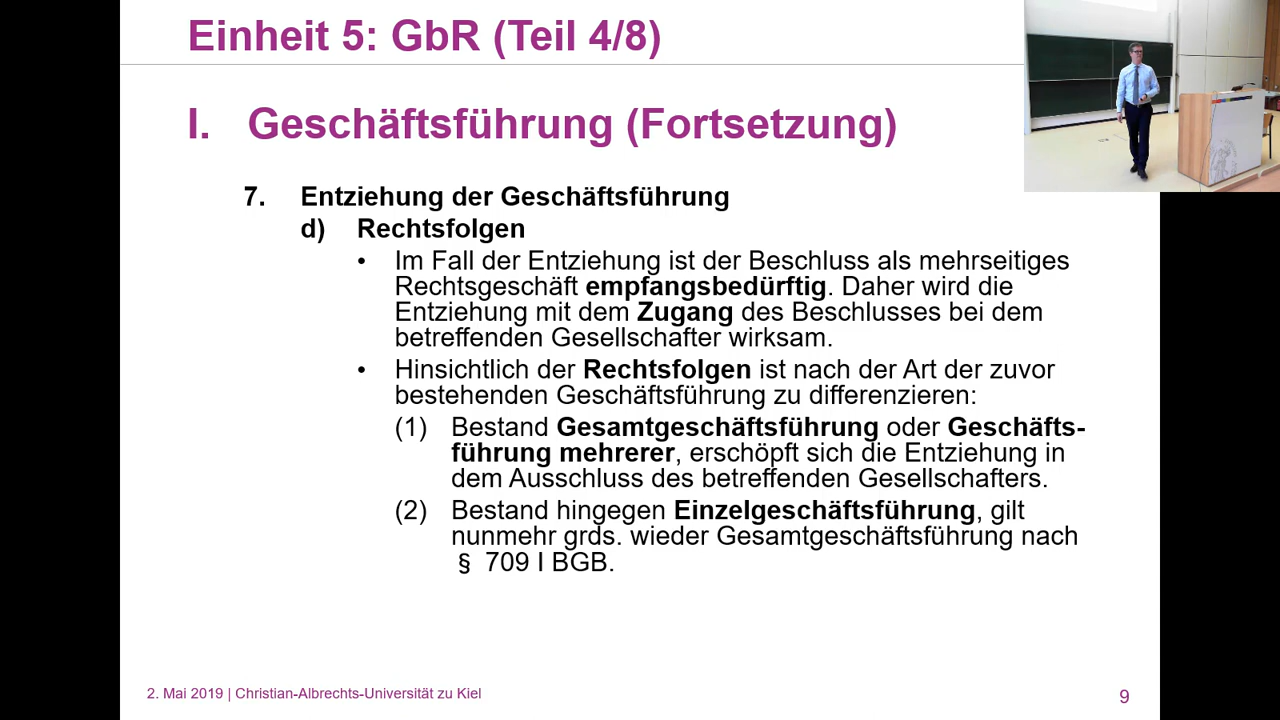 Einheit 5: GbR (Teil 4/8)
I. Geschäftsführung (Fortsetzung)
7. Entziehung der Geschäftsführung
d) Rechtsfolgen
• Im Fall der Entziehung ist der Beschluss als mehrseitiges
Rechtsgeschäft empfangsbedürftig. Daher wird die
Entziehung mit dem Zugang des Beschlusses bei dem
betreffenden Gesellschafter wirksam.
• Hinsichtlich der Rechtsfolgen ist nach der Art der zuvor
bestehenden Geschäftsführung zu differenzieren:
(1) Bestand Gesamtgeschäftsführung oder Geschäfts-
führung mehrerer, erschöpft sich die Entziehung in
dem Ausschluss des betreffenden Gesellschafters.
(2) Bestand hingegen Einzelgeschäftsführung, gilt
nunmehr grds. wieder Gesamtgeschäftsführung nach
§ 709 I BGB.
2. Mai 2019 | Christian-Albrechts-Universität zu Kiel
9